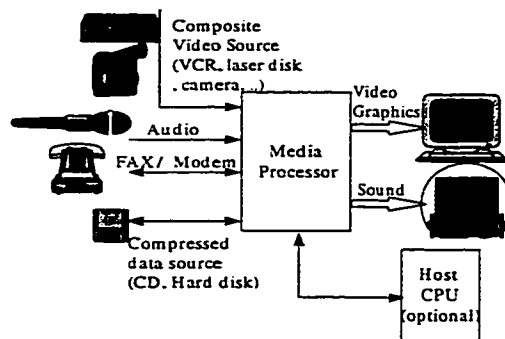 Composite
Video Source
(VCR, laser disk
, camera,...)
Video
Graphics
Audio
FAX/ Modem
Media
Processor
Sound
Compressed
data source
(CD, Hard disk)
Host
CPU
(optional)